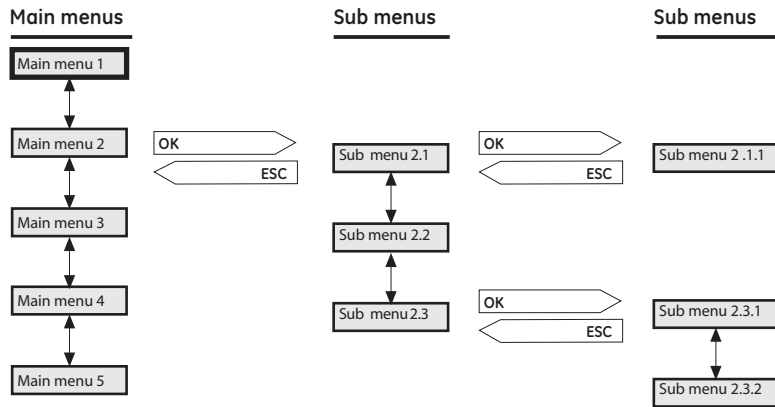 Main menus
Sub menus
Sub menus
Main menu 1
Main menu 2
OK
ESC
Sub menu 2.1
OK
ESC
Sub menu 2 .1.1
Main menu 3
Sub menu 2.2
Main menu 4
Sub menu 2.3
OK
ESC
Sub menu 2.3.1
Main menu 5
Sub menu 2.3.2